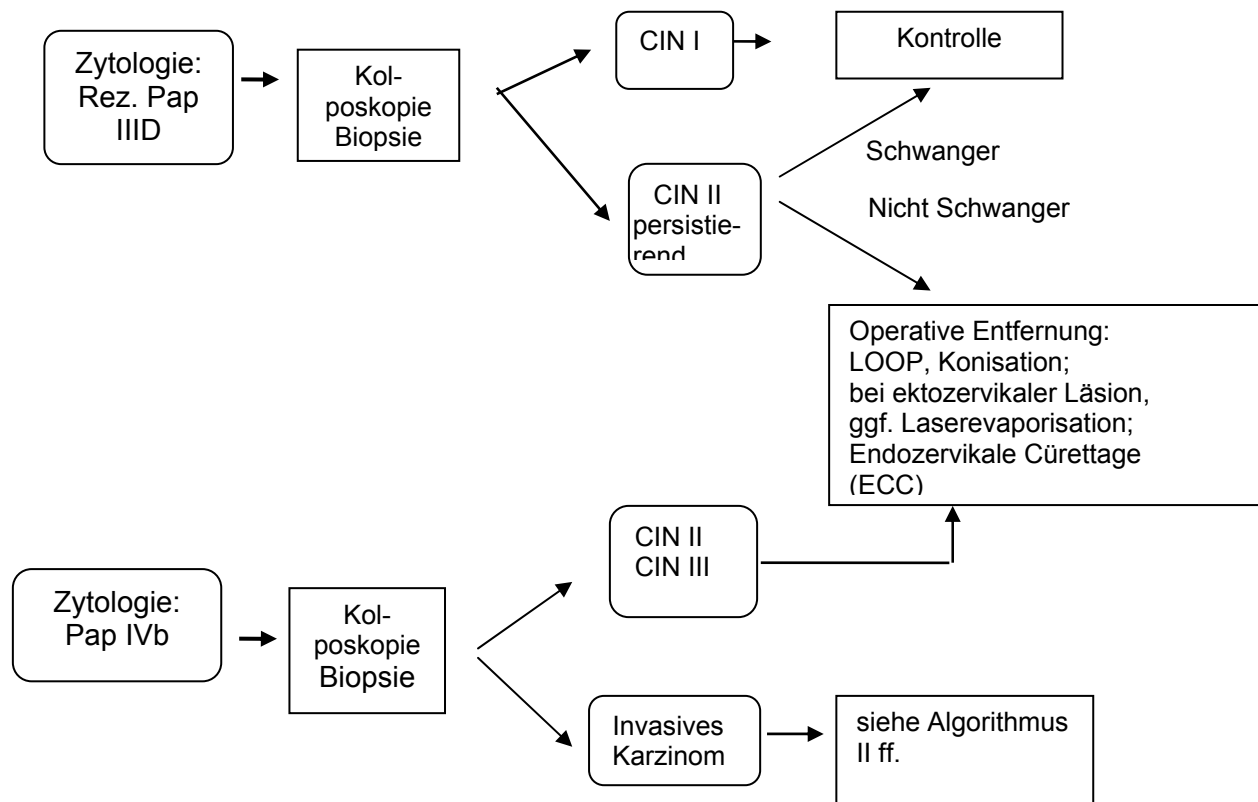 Zytologie:
Rez. Pap
IIID
Kol-
poskopie
Biopsie
CIN I
Kontrolle
CIN II
persistie-
rend
Schwanger
Nicht Schwanger
Operative Entfernung:
LOOP, Konisation;
bei ektozervikaler Läsion,
ggf. Laserevaporisation;
Endozervikale Cürettage
(ECC)
Zytologie:
Pap IVb
Kol-
poskopie
Biopsie
CIN II
CIN III
Invasives
Karzinom
siehe Algorithmus
II ff.